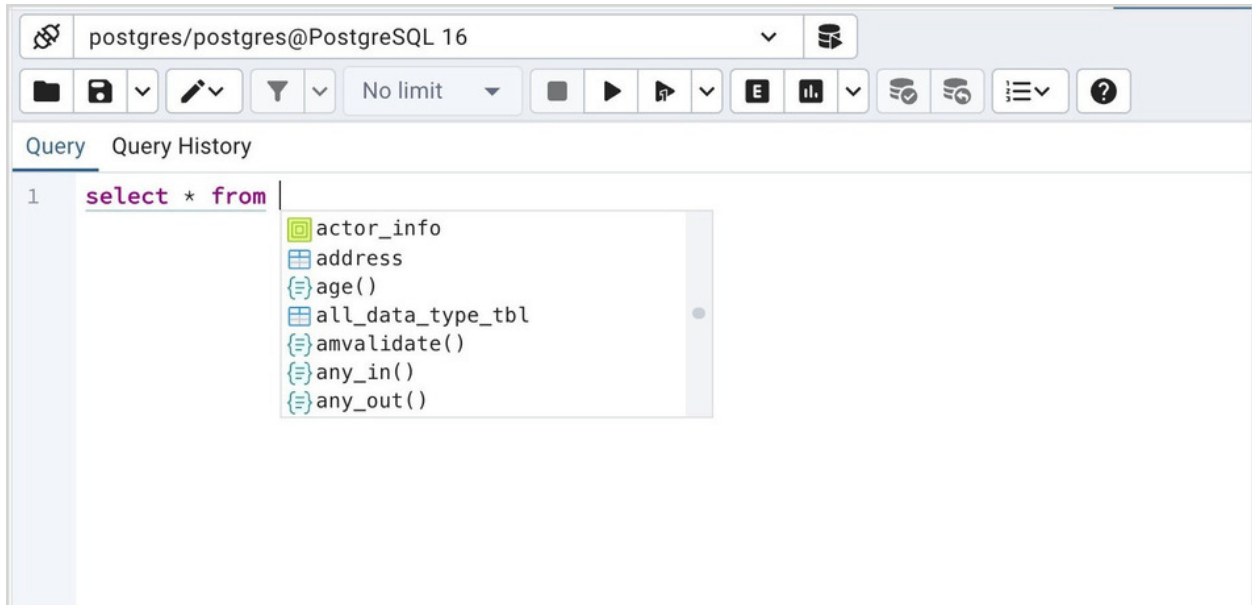 postgres/postgres@PostgreSQL 16
No limit
E
Query Query History
1 select * from
actor_info
address
age()
all_data_type_tbl
amvalidate()
any_in()
any_out()